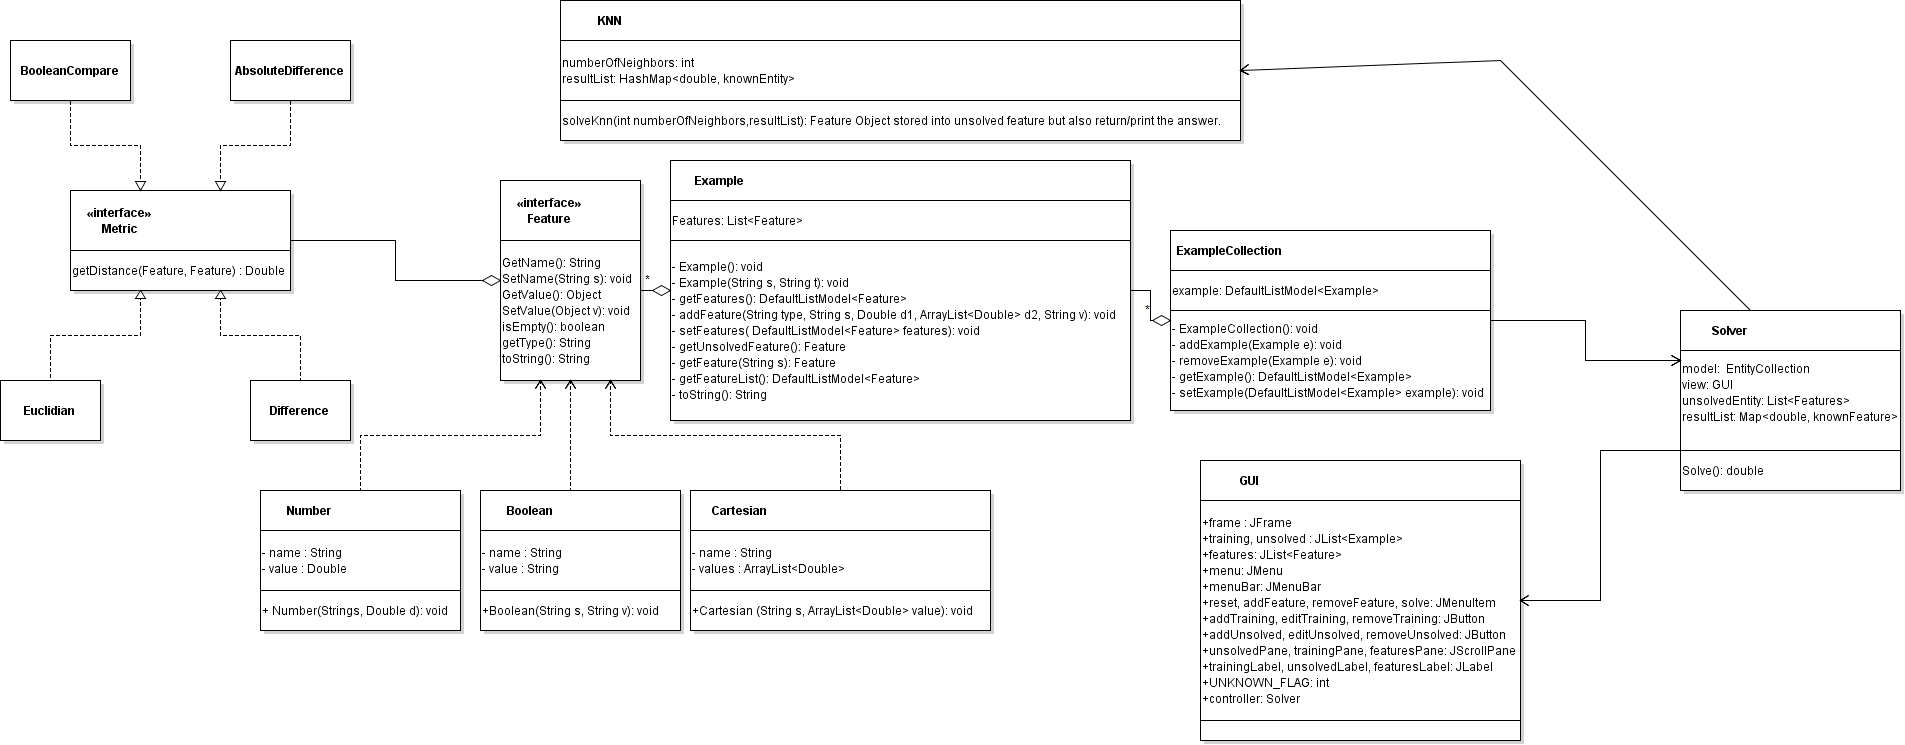 KNN
numberOfNeighbors: int
resultList: HashMap<double, knownEntity>
solveKnn(int numberOfNeighbors,resultList): Feature Object stored into unsolved feature but also return/print the answer.
BooleanCompare
AbsoluteDifference
«interface»
Metric
getDistance(Feature, Feature) : Double
Euclidian
Difference
«interface»
Feature
GetName(): String
SetName(String s): void
GetValue(): Object
SetValue(Object v): void
isEmpty(): boolean
getType(): String
toString(): String
*
Example
Features: List<Feature>
- Example(): void
- Example(String s, String t): void
- getFeatures(): DefaultListModel<Feature>
- addFeature(String type, String s, Double d1, ArrayList<Double> d2, String v): void
- setFeatures( DefaultListModel<Feature> features): void
- getUnsolvedFeature(): Feature
- getFeature(String s): Feature
- getFeatureList(): DefaultListModel<Feature>
- toString(): String
*
ExampleCollection
example: DefaultListModel<Example>
- ExampleCollection(): void
- addExample(Example e): void
- removeExample(Example e): void
- getExample(): DefaultListModel<Example>
- setExample(DefaultListModel<Example> example): void
Solver
model:  EntityCollection
view: GUI
unsolvedEntity: List<Features>
resultList: Map<double, knownFeature>
Solve(): double
Number
- name : String
- value : Double
+ Number(Strings, Double d): void
Boolean
- name : String
- value : String
+Boolean(String s, String v): void
Cartesian
- name : String
- values : ArrayList<Double>
+Cartesian (String s, ArrayList<Double> value): void
GUI
+frame : JFrame
+training, unsolved : JList<Example>
+features: JList<Feature>
+menu: JMenu
+menuBar: JMenuBar
+reset, addFeature, removeFeature, solve: JMenuItem
+addTraining, editTraining, removeTraining: JButton
+addUnsolved, editUnsolved, removeUnsolved: JButton
+unsolvedPane, trainingPane, featuresPane: JScrollPane
+trainingLabel, unsolvedLabel, featuresLabel: JLabel
+UNKNOWN_FLAG: int
+controller: Solver